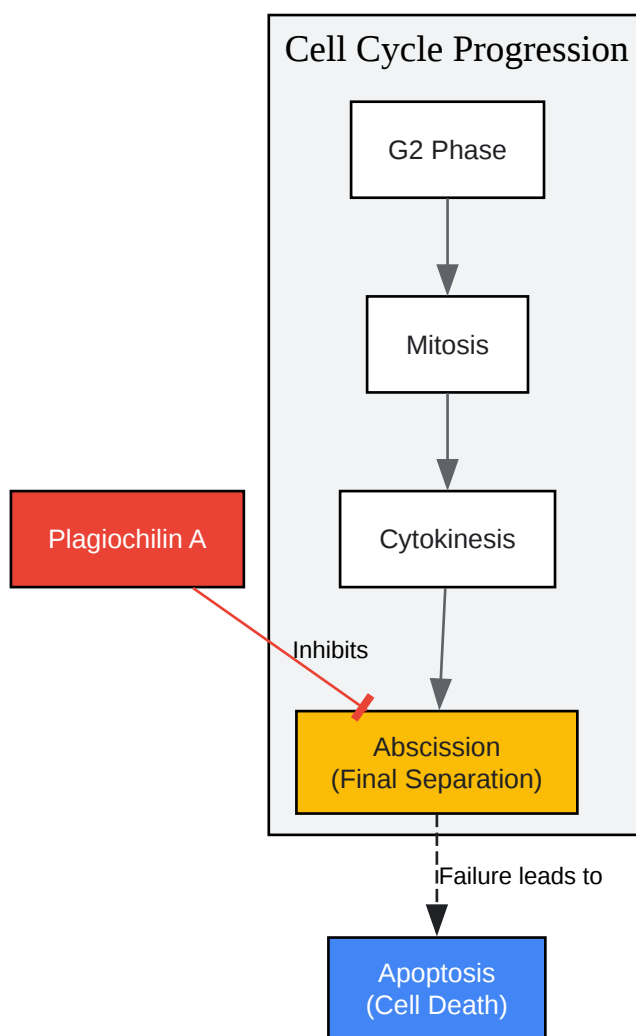 Cell Cycle Progression
G2 Phase
Mitosis
Plagiochilin A
Cytokinesis
Inhibits
Abscission
(Final Separation)
Failure leads to
Apoptosis
(Cell Death)